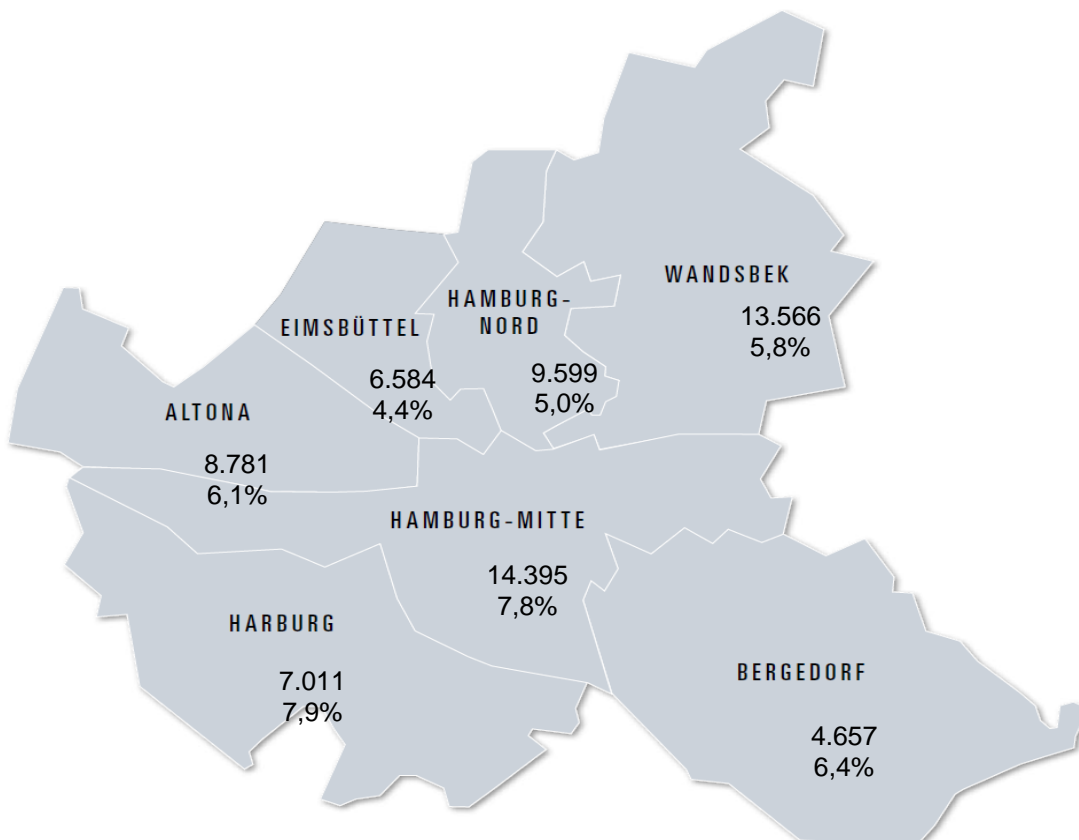 WANDSBEK
13.566
5,8%
HAMBURG-
NORD
9.599
5,0%
EIMSBÜTTEL
6.584
4,4%
ALTONA
8.781
6,1%
HAMBURG-MITTE
14.395
7,8%
HARBURG
7.011
7,9%
BERGEDORF
4.657
6,4%